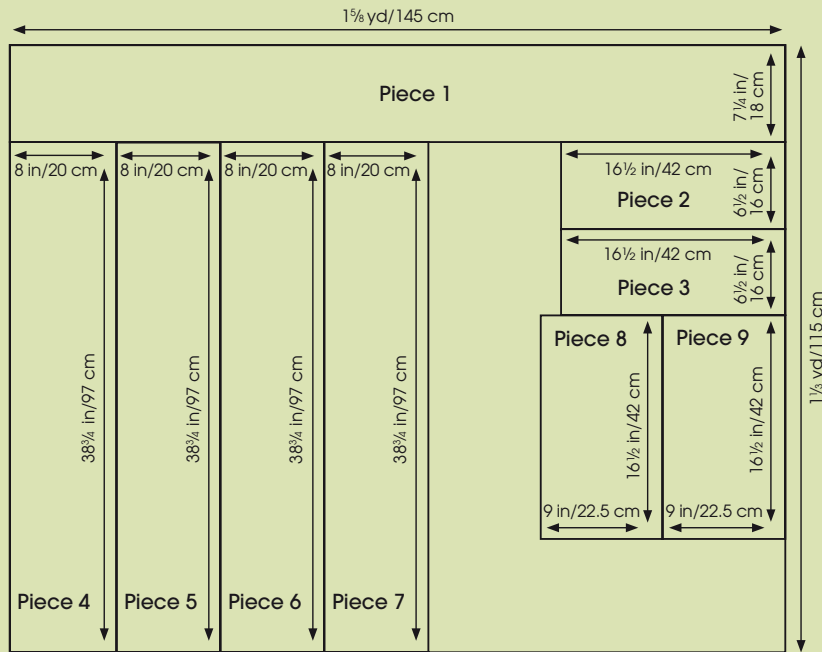 1⅝ yd/145 cm
Piece 1
7¼ in/
18 cm
8 in/20 cm
8 in/20 cm
8 in/20 cm
8 in/20 cm
16½ in/42 cm
Piece 2
6½ in/
16 cm
16½ in/42 cm
Piece 3
6½ in/
16 cm
1⅓ yd/115 cm
Piece 8
Piece 9
38¾ in/97 cm
38¾ in/97 cm
38¾ in/97 cm
38¾ in/97 cm
16½ in/42 cm
16½ in/42 cm
9 in/22.5 cm
9 in/22.5 cm
Piece 4
Piece 5
Piece 6
Piece 7